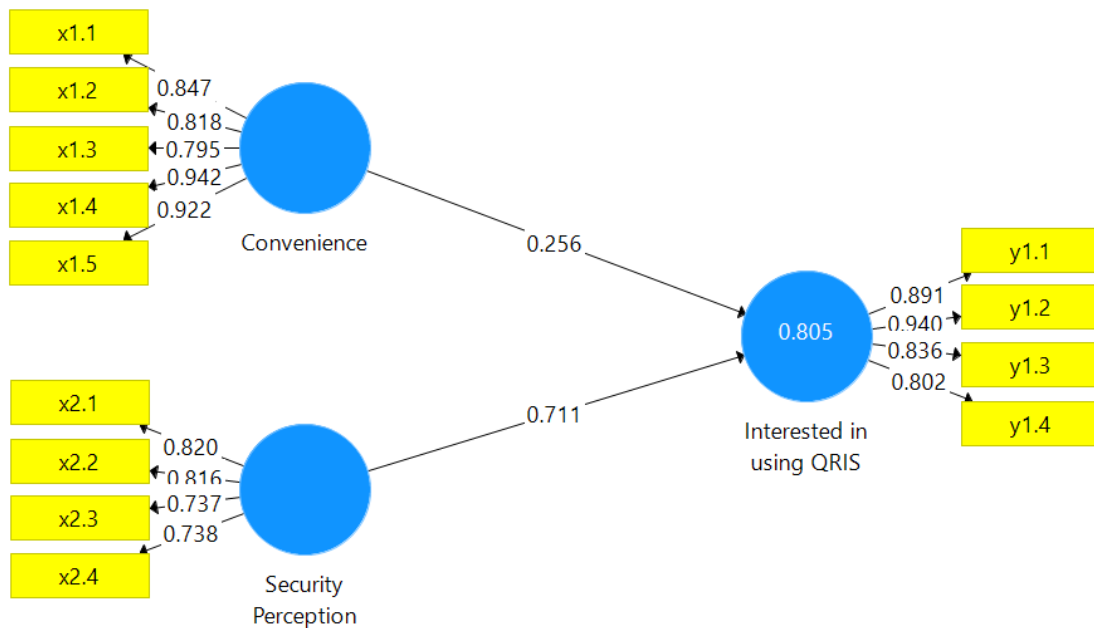 x1.1
0.847
x1.2
0.818
x1.3
0.795
x1.4
0.942
0.922
x1.5
Convenience
0.256
y1.1
0.891
y1.2
0.940
0.836
y1.3
0.802
y1.4
0.805
Interested in
using QRIS
0.711
x2.1
0.820
x2.2
0.816
0.737
x2.3
0.738
x2.4
Security
Perception